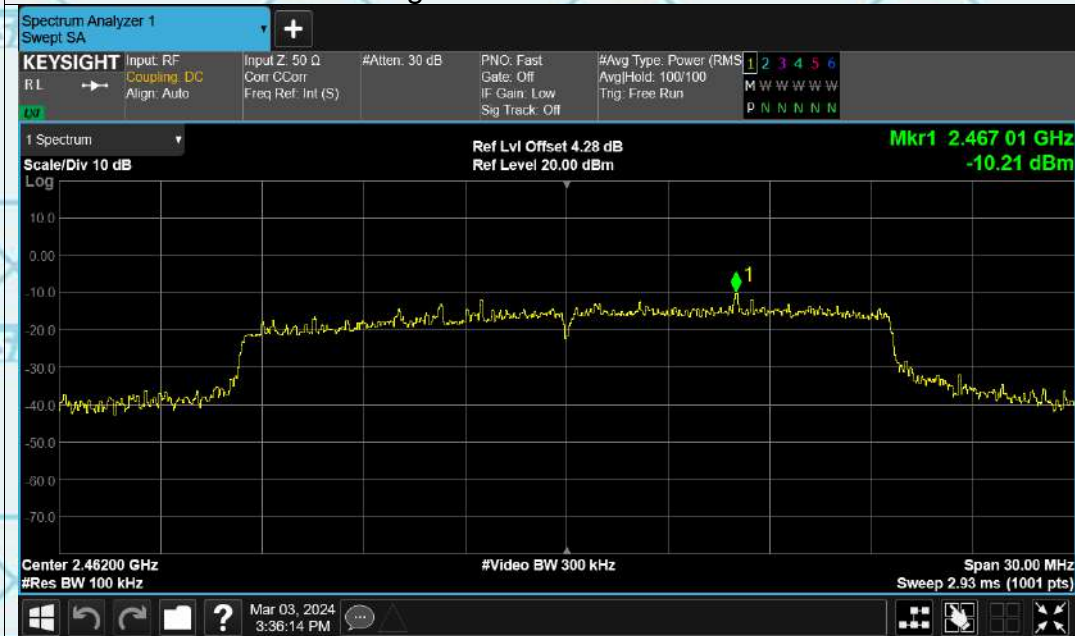 Spectrum Analyzer 1
Swept SA
+
KEYSIGHT
R L
LXI
Input: RF
Coupling: DC
Align: Auto
Input Z: 50 Ω
Corr CCorr
Freq Ref: Int (S)
#Atten: 30 dB
PNO: Fast
Gate: Off
IF Gain: Low
Sig Track: Off
#Avg Type: Power (RMS
Avg|Hold: 100/100
Trig: Free Run
1 2 3 4 5 6
M W W W W W
P N N N N N
1 Spectrum
Scale/Div 10 dB
Log
Ref Lvl Offset 4.28 dB
Ref Level 20.00 dBm
Mkr1 2.467 01 GHz
-10.21 dBm
10.0
0.00
-10.0
-20.0
-30.0
-40.0
-50.0
-60.0
-70.0
1
Center 2.46200 GHz
#Res BW 100 kHz
#Video BW 300 kHz
Span 30.00 MHz
Sweep 2.93 ms (1001 pts)
?
Mar 03, 2024
3:36:14 PM